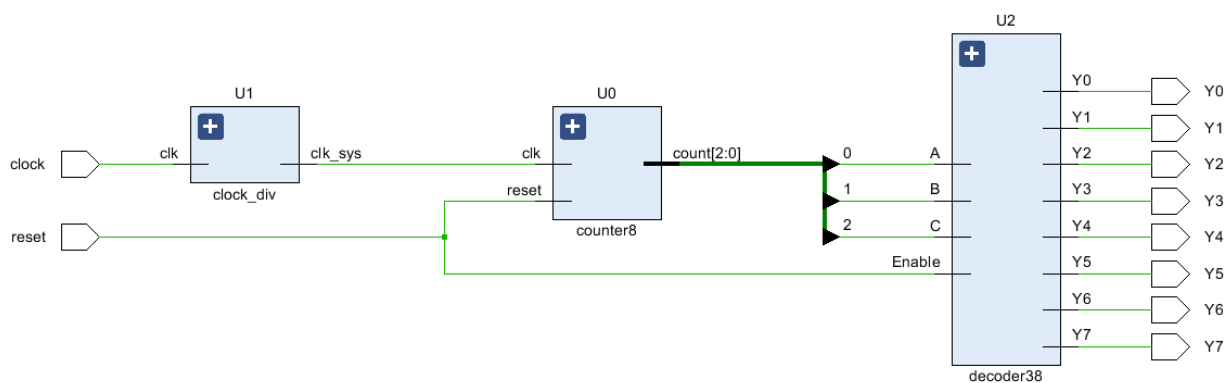 U2
U1
U0
clk
clk_sys
clock_div
clock
reset
clk
reset
count[2:0]
counter8
0
1
2
A
B
C
Enable
Y0
Y1
Y2
Y3
Y4
Y5
Y6
Y7
decoder38
Y0
Y1
Y2
Y3
Y4
Y5
Y6
Y7